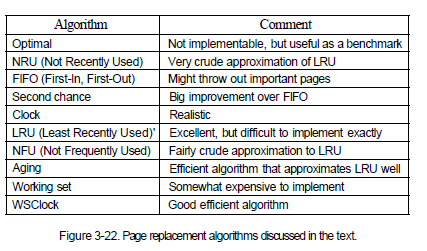 Algorithm Comment
Optimal Not implementable, but useful as a benchmark
NRU (Not Recently Used) Very crude approximation of LRU
FIFO (First-In, First-Out) Might throw out important pages
Second chance Big improvement over FIFO
Clock Realistic
LRU (Least Recently Used)' Excellent, but difficult to implement exactly
NFU (Not Frequently Used) Fairly crude approximation to LRU
Aging Efficient algorithm that approximates LRU well
Working set Somewhat expensive to implement
WSClock Good efficient algorithm
Figure 3-22. Page replacement algorithms discussed in the text.